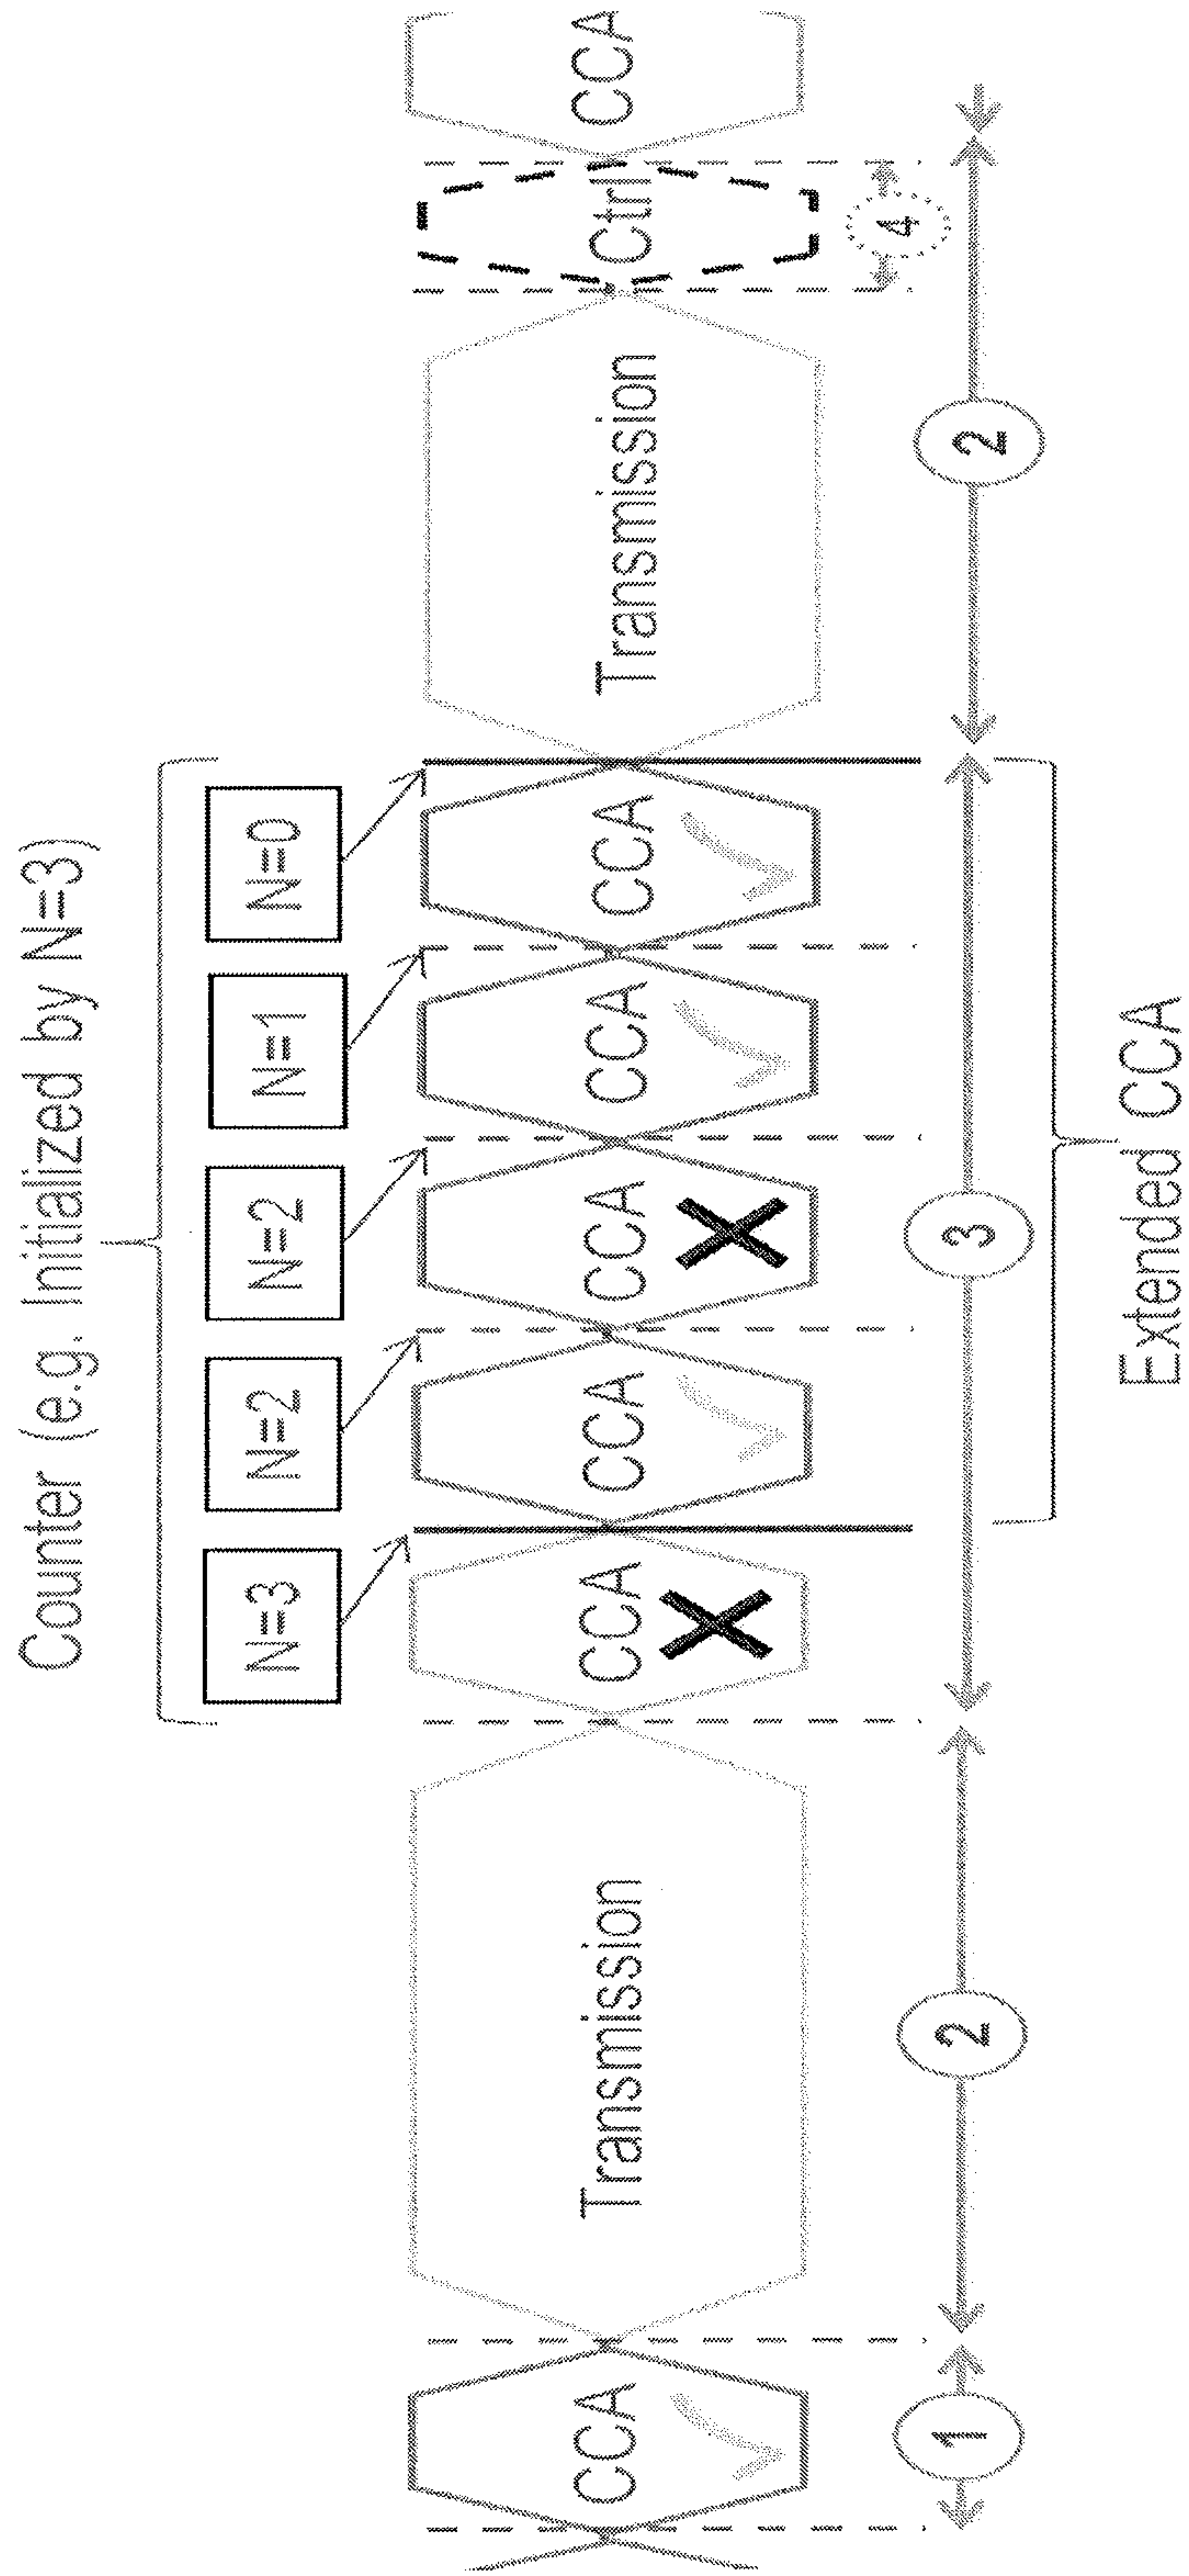 Counter (e.g. Initialized by N=3)
N=3
N=2
N=2
N=1
N=0
CCA
Transmission
CCA
CCA
CCA
CCA
CCA
Transmission
Ctrl
CCA
4
1
2
3
2
Extended CCA